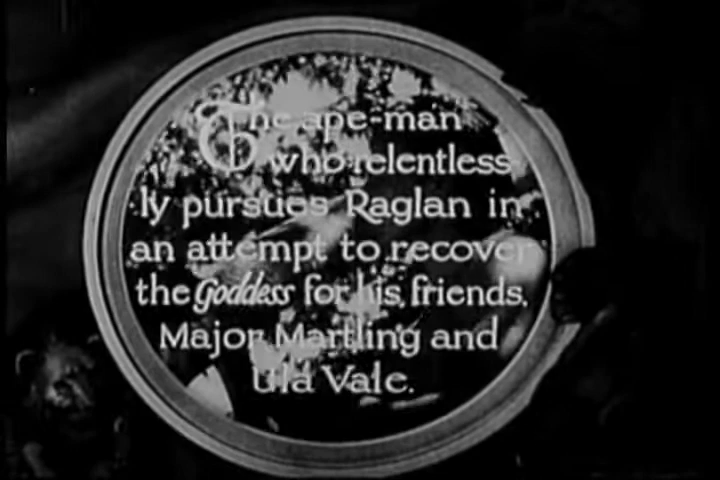 The ape-man
who relentless
ly pursues Raglan in
an attempt to recover
the Goddess for his friends,
Major Martling and
Ula Vale.